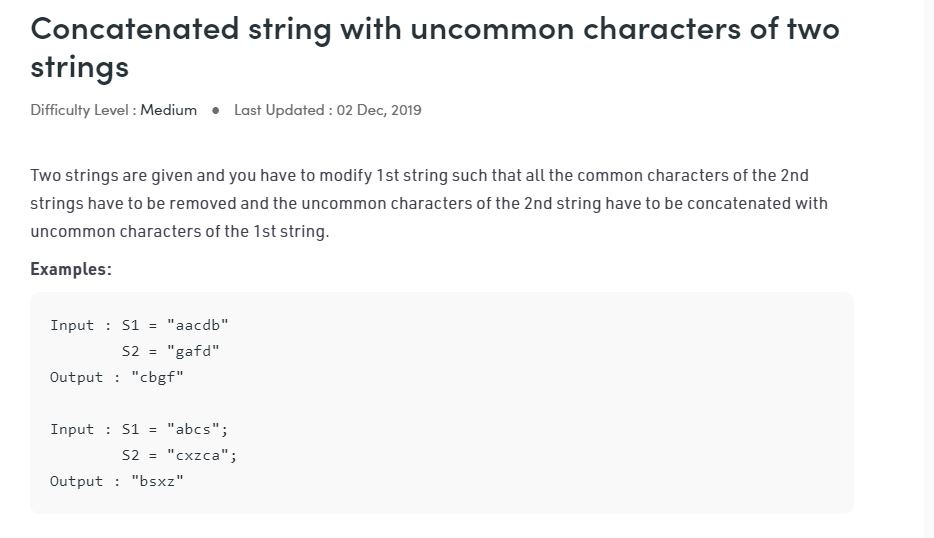 Concatenated string with uncommon characters of two
strings
Difficulty Level : Medium ● Last Updated : 02 Dec, 2019
Two strings are given and you have to modify 1st string such that all the common characters of the 2nd
strings have to be removed and the uncommon characters of the 2nd string have to be concatenated with
uncommon characters of the 1st string.
Examples:
Input : S1 = "aacdb"
S2 = "gafd"
Output : "cbgf"
Input : S1 = "abcs";
S2 = "cxzca";
Output : "bsxz"